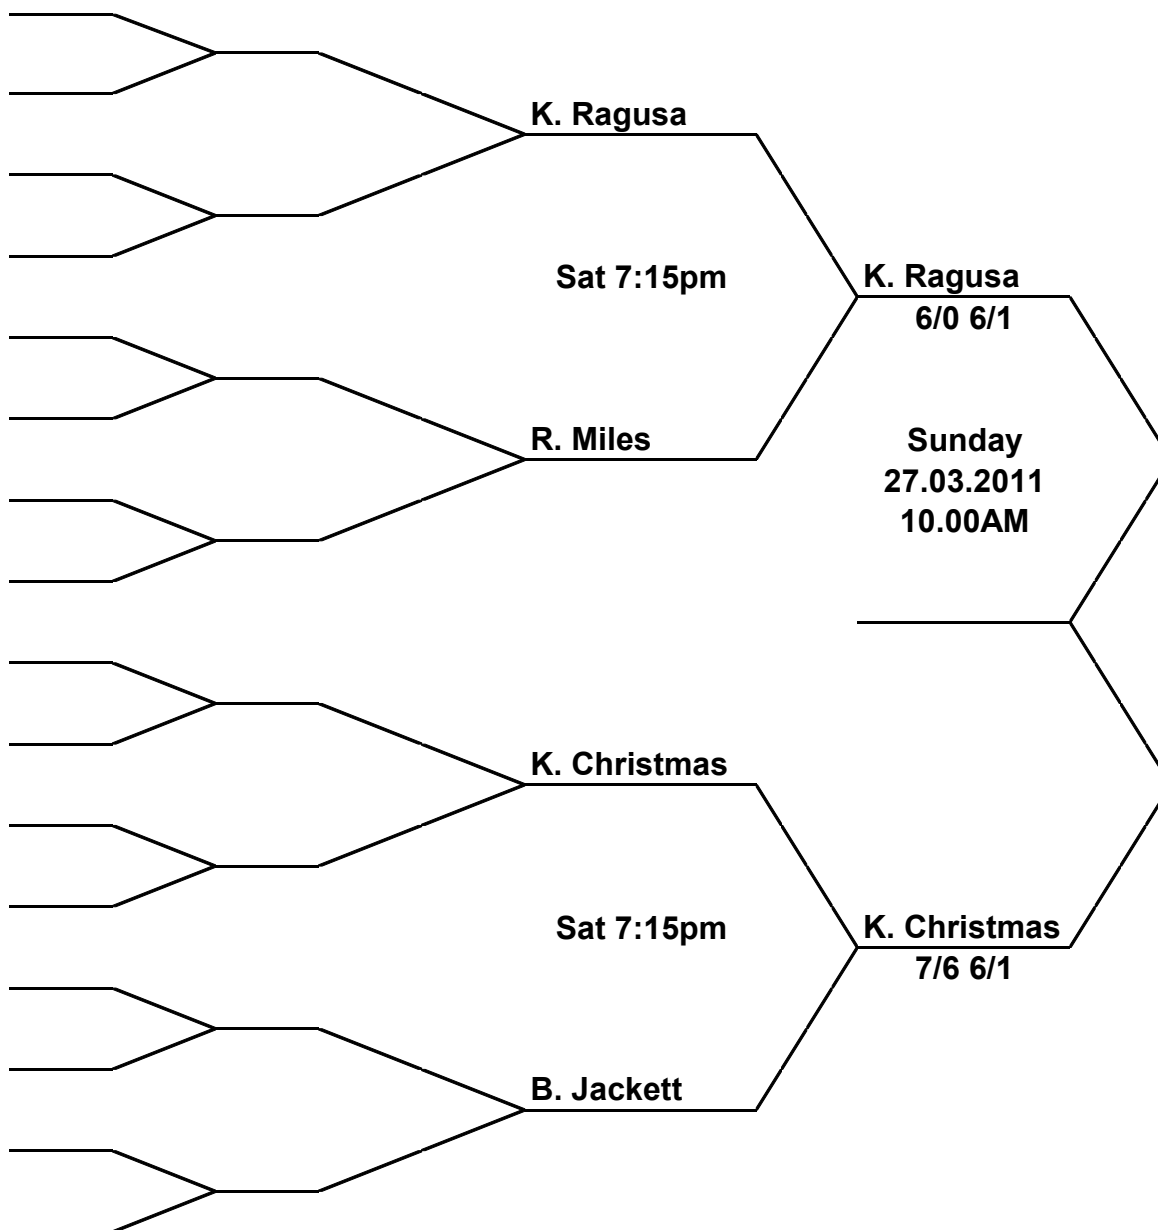 K. Ragusa
Sat 7:15pm
K. Ragusa
6/0 6/1
R. Miles
Sunday
27.03.2011
10.00AM
K. Christmas
Sat 7:15pm
K. Christmas
7/6 6/1
B. Jackett